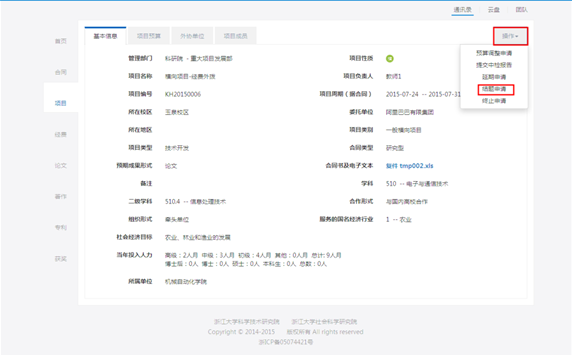 通讯录 云盘 团队
基本信息 项目预算 外协单位 项目成员 操作
首页
合同
项目
经费
论文
著作
专利
获奖
预算调整申请
提交中检报告
延期申请
结题申请
终止申请
管理部门 科研院 - 重大项目发展部 项目性质
项目名称 横向项目-经费外拨 项目负责人 教师1
项目编号 KH20150006 项目周期（据合同） 2015-07-24 -- 2015-07-31
所在校区 玉泉校区 委托单位 阿里巴巴有限集团
所在地区 项目类别 一般横向项目
项目类型 技术开发 合同类型 研究型
预期成果形式 论文 合同书及电子文本 附件 tmp002.xls
备注 学科 510 -- 电子与通信技术
二级学科 510.4 -- 信息处理技术 合作形式 与国内高校合作
组织形式 牵头单位 服务的国名经济行业 1 -- 农业
社会经济目标 农业、林业和渔业的发展
当年投入人力 高级：2人月 中级：3人月 初级：4人月 其他：0人月 总计: 9人月
博士后：0人 博士：0人 硕士：0人 本科生：0人 总数：0人
所属单位 机械自动化学院
浙江大学科学技术研究院 浙江大学社会科学研究院
Copyright © 2014-2015 版权所有 All rights reserved
浙ICP备05074421号